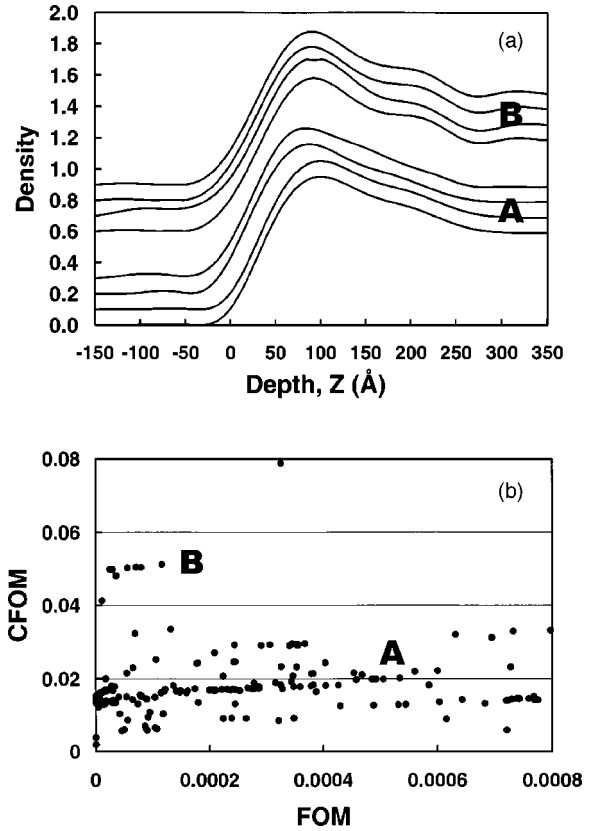 2.0
(a)
1.8
1.6
1.4
B
1.2
Density
1.0
0.8
A
0.6
0.4
0.2
0.0
-150 -100 -50 0 50 100 150 200 250 300 350
Depth, Z (Å)
0.08
(b)
0.06
B
CFOM
0.04
A
0.02
0
0 0.0002 0.0004 0.0006 0.0008
FOM